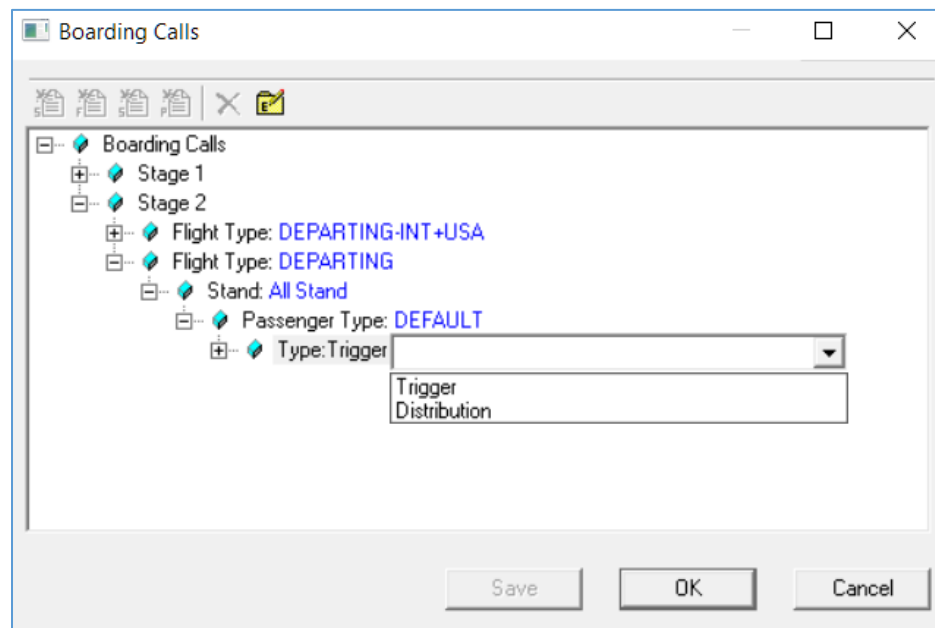 Boarding Calls
Boarding Calls
Stage 1
Stage 2
Flight Type: DEPARTING-INT+USA
Flight Type: DEPARTING
Stand: All Stand
Passenger Type: DEFAULT
Type:Trigger
Trigger
Distribution
Save OK Cancel